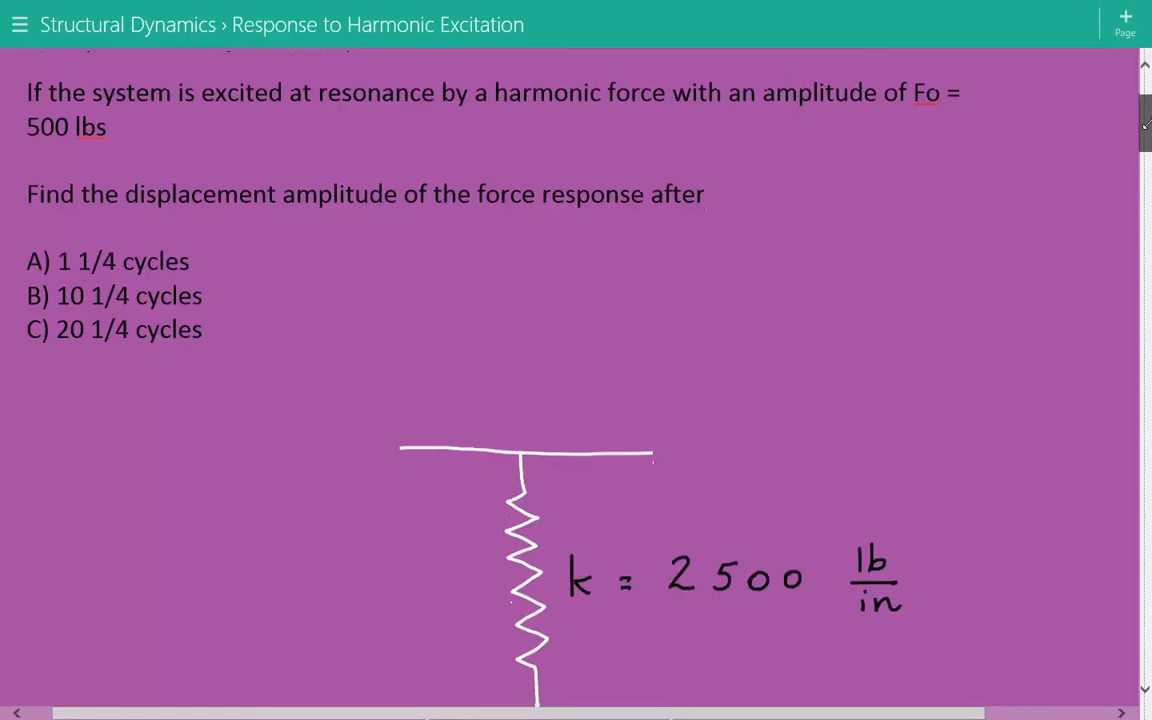 Structural Dynamics › Response to Harmonic Excitation
Page
If the system is excited at resonance by a harmonic force with an amplitude of Fo =
500 lbs
Find the displacement amplitude of the force response after
A) 1 1/4 cycles
B) 10 1/4 cycles
C) 20 1/4 cycles
k = 2500 lb/in